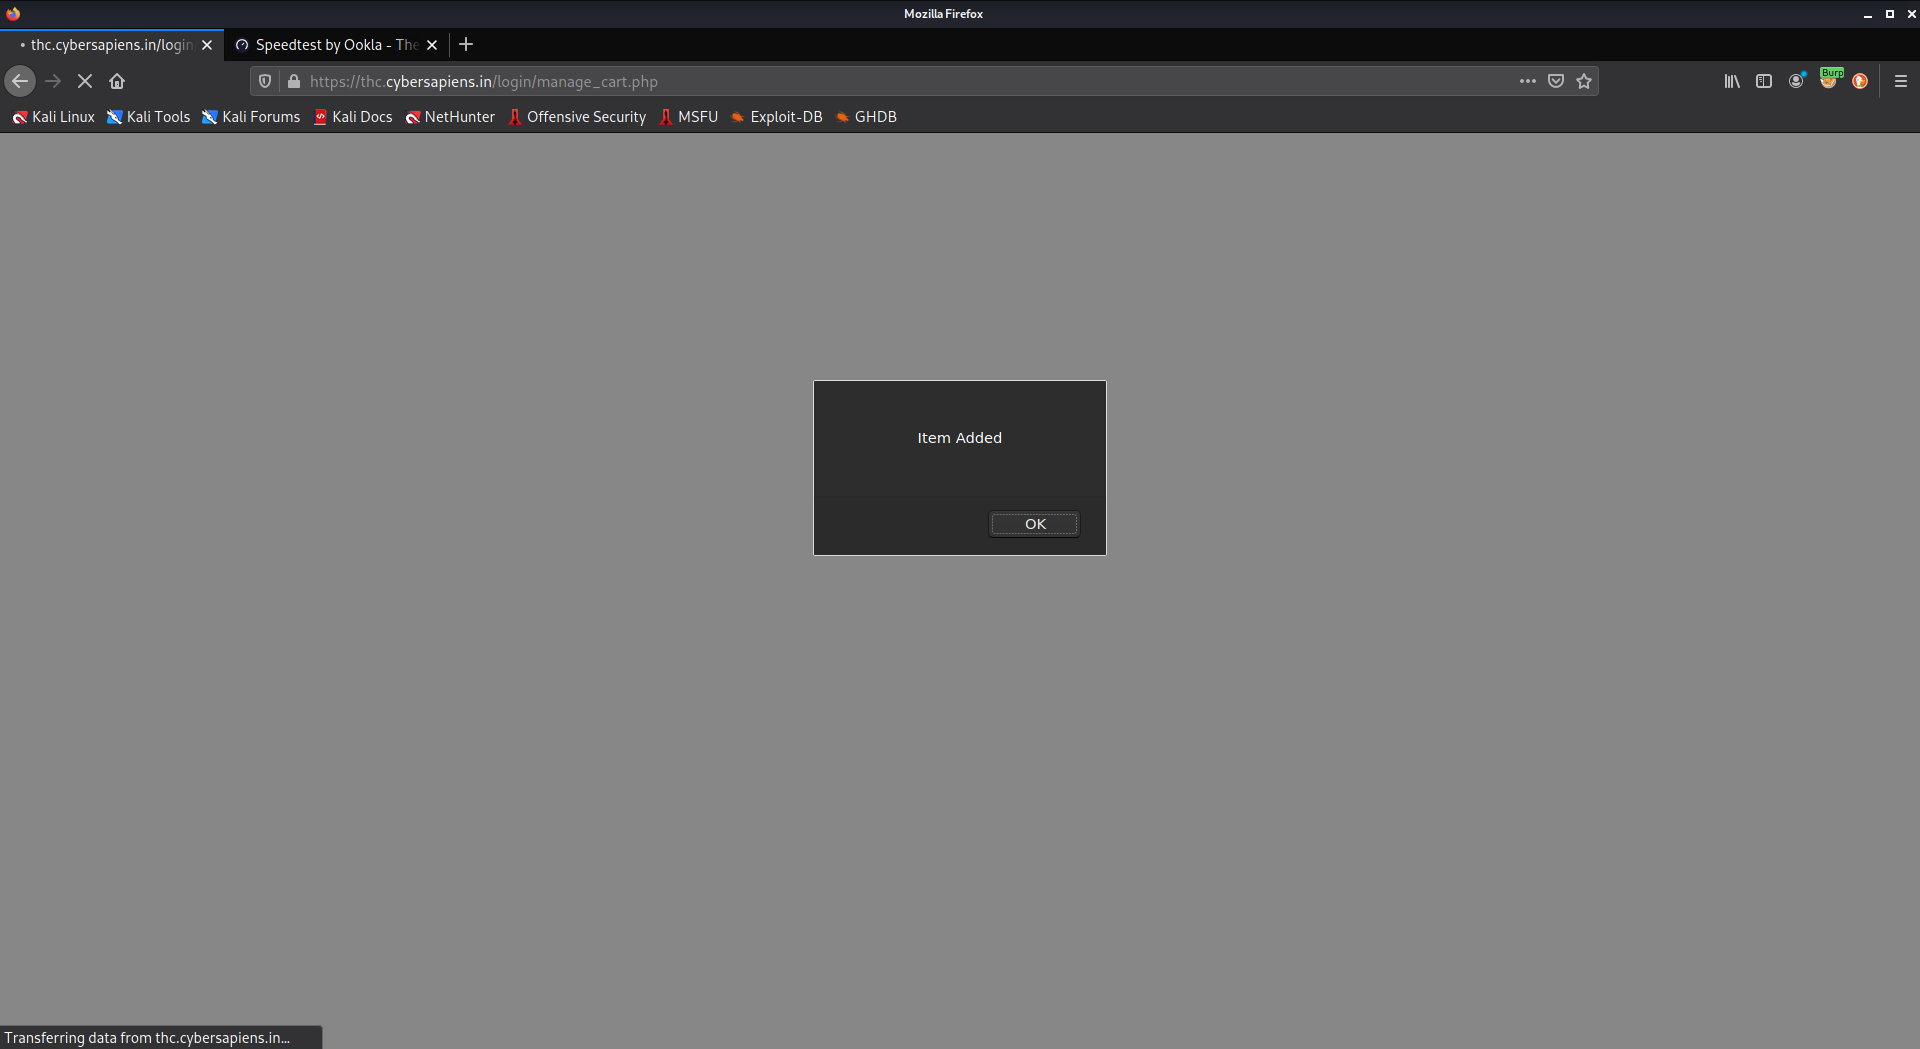 Mozilla Firefox
thc.cybersapiens.in/login
Speedtest by Ookla - The
https://thc.cybersapiens.in/login/manage_cart.php
Burp
Kali Linux Kali Tools Kali Forums Kali Docs NetHunter Offensive Security MSFU Exploit-DB GHDB
Item Added
OK
Transferring data from thc.cybersapiens.in...